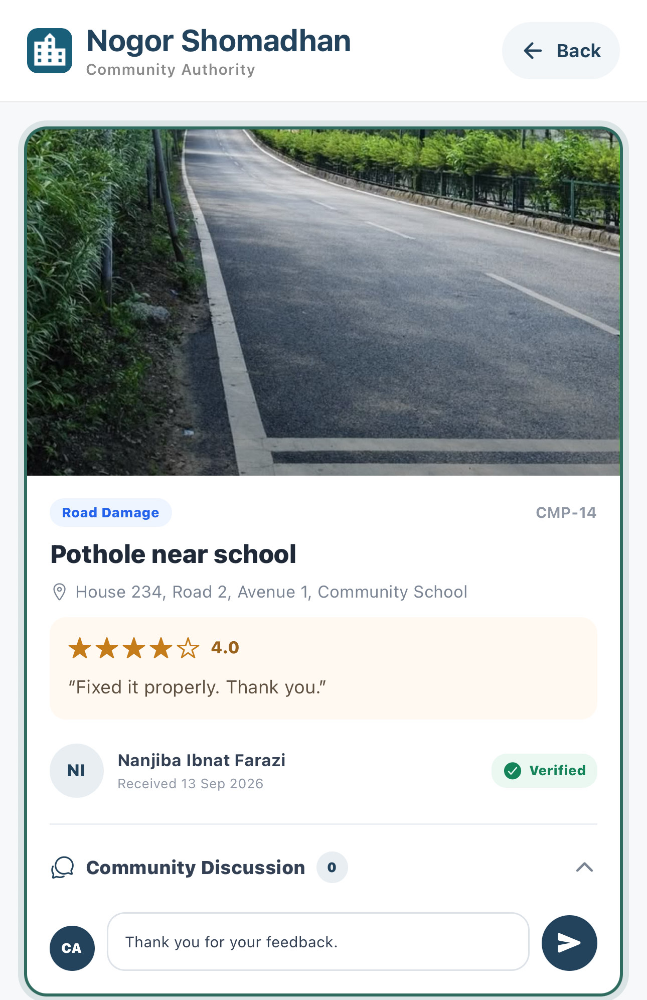 Nogor Shomadhan
Community Authority
Back
Road Damage
CMP-14
Pothole near school
House 234, Road 2, Avenue 1, Community School
4.0
“Fixed it properly. Thank you.”
NI
Nanjiba Ibnat Farazi
Received 13 Sep 2026
Verified
Community Discussion
0
CA
Thank you for your feedback.